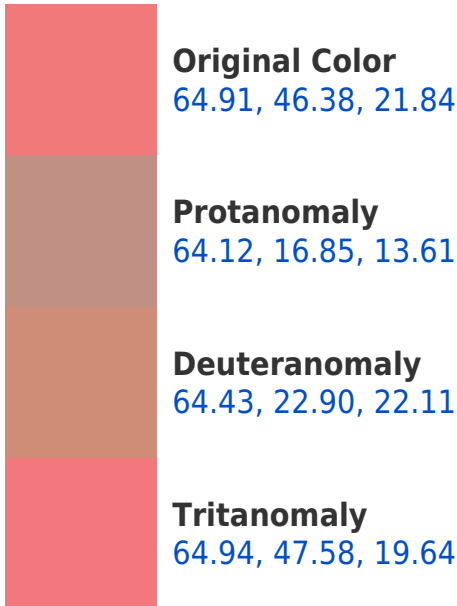 Original Color
64.91, 46.38, 21.84
Protanomaly
64.12, 16.85, 13.61
Deuteranomaly
64.43, 22.90, 22.11
Tritanomaly
64.94, 47.58, 19.64